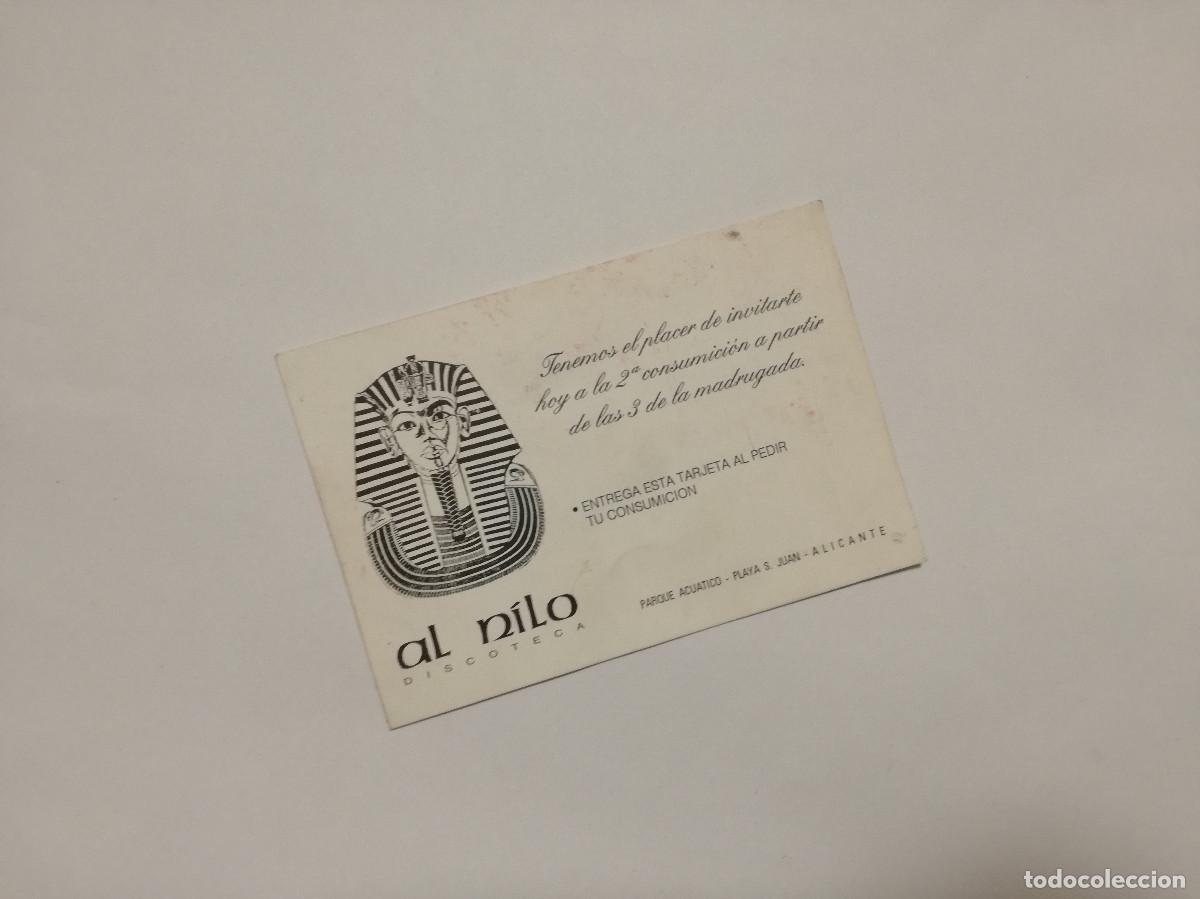 Tenemos el placer de invitarte
hoy a la 2ª consumición a partir
de las 3 de la madrugada.
• ENTREGA ESTA TARJETA AL PEDIR
TU CONSUMICION
PARQUE ACUATICO - PLAYA S. JUAN - ALICANTE
al nílo
DISCOTECA
todocoleccion